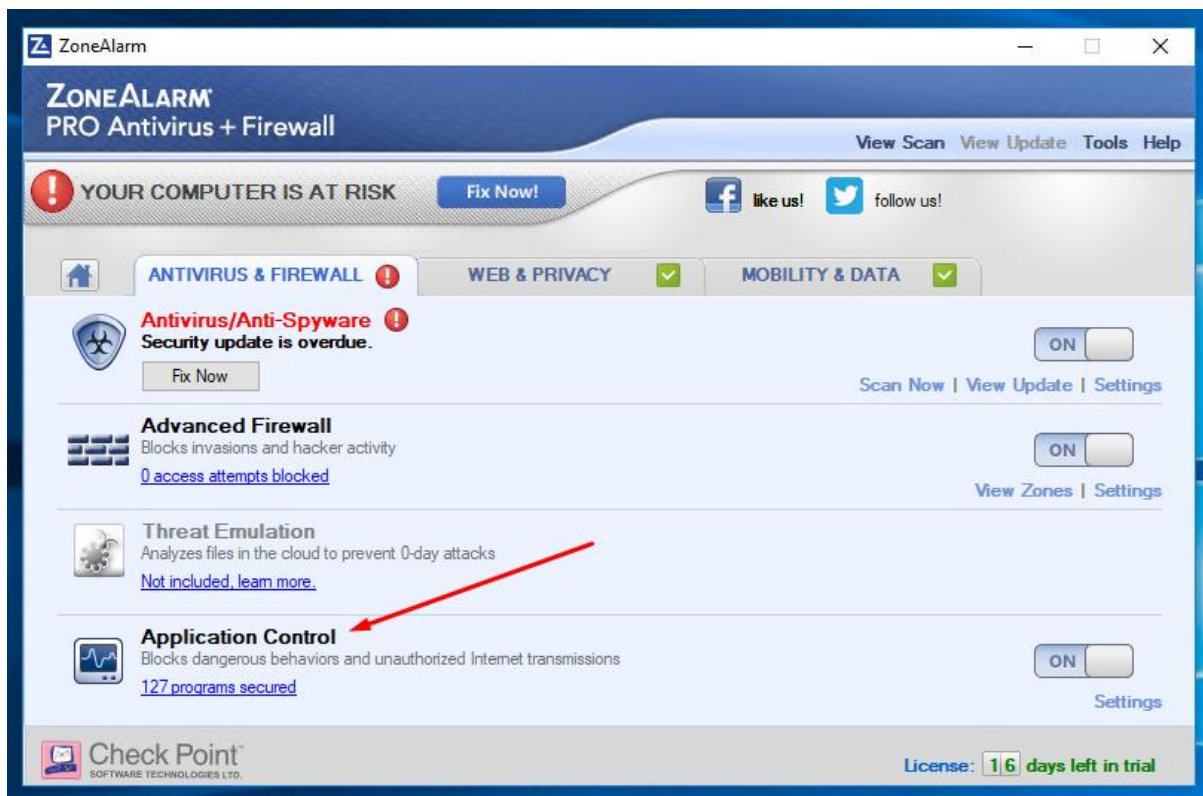 ZoneAlarm
ZONEALARM
PRO Antivirus + Firewall
View Scan View Update Tools Help
YOUR COMPUTER IS AT RISK Fix Now! like us! follow us!
ANTIVIRUS & FIREWALL WEB & PRIVACY MOBILITY & DATA
Antivirus/Anti-Spyware
Security update is overdue.
ON
Fix Now
Scan Now | View Update | Settings
Advanced Firewall
Blocks invasions and hacker activity
ON
0 access attempts blocked
View Zones | Settings
Threat Emulation
Analyzes files in the cloud to prevent 0-day attacks
Not included, learn more.
Application Control
Blocks dangerous behaviors and unauthorized Internet transmissions
ON
127 programs secured
Settings
Check Point
SOFTWARE TECHNOLOGIES LTD.
License: 16 days left in trial